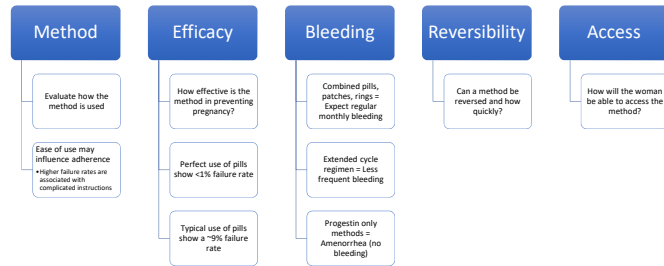 Method
Evaluate how the
method is used
Ease of use may
influence adherence
•Higher failure rates are
associated with
complicated instructions
Efficacy
How effective is the
method in preventing
pregnancy?
Perfect use of pills
show <1% failure rate
Typical use of pills
show a ~9% failure
rate
Bleeding
Combined pills,
patches, rings =
Expect regular
monthly bleeding
Extended cycle
regimen = Less
frequent bleeding
Progestin only
methods =
Amenorrhea (no
bleeding)
Reversibility
Can a method be
reversed and how
quickly?
Access
How will the woman
be able to access the
method?